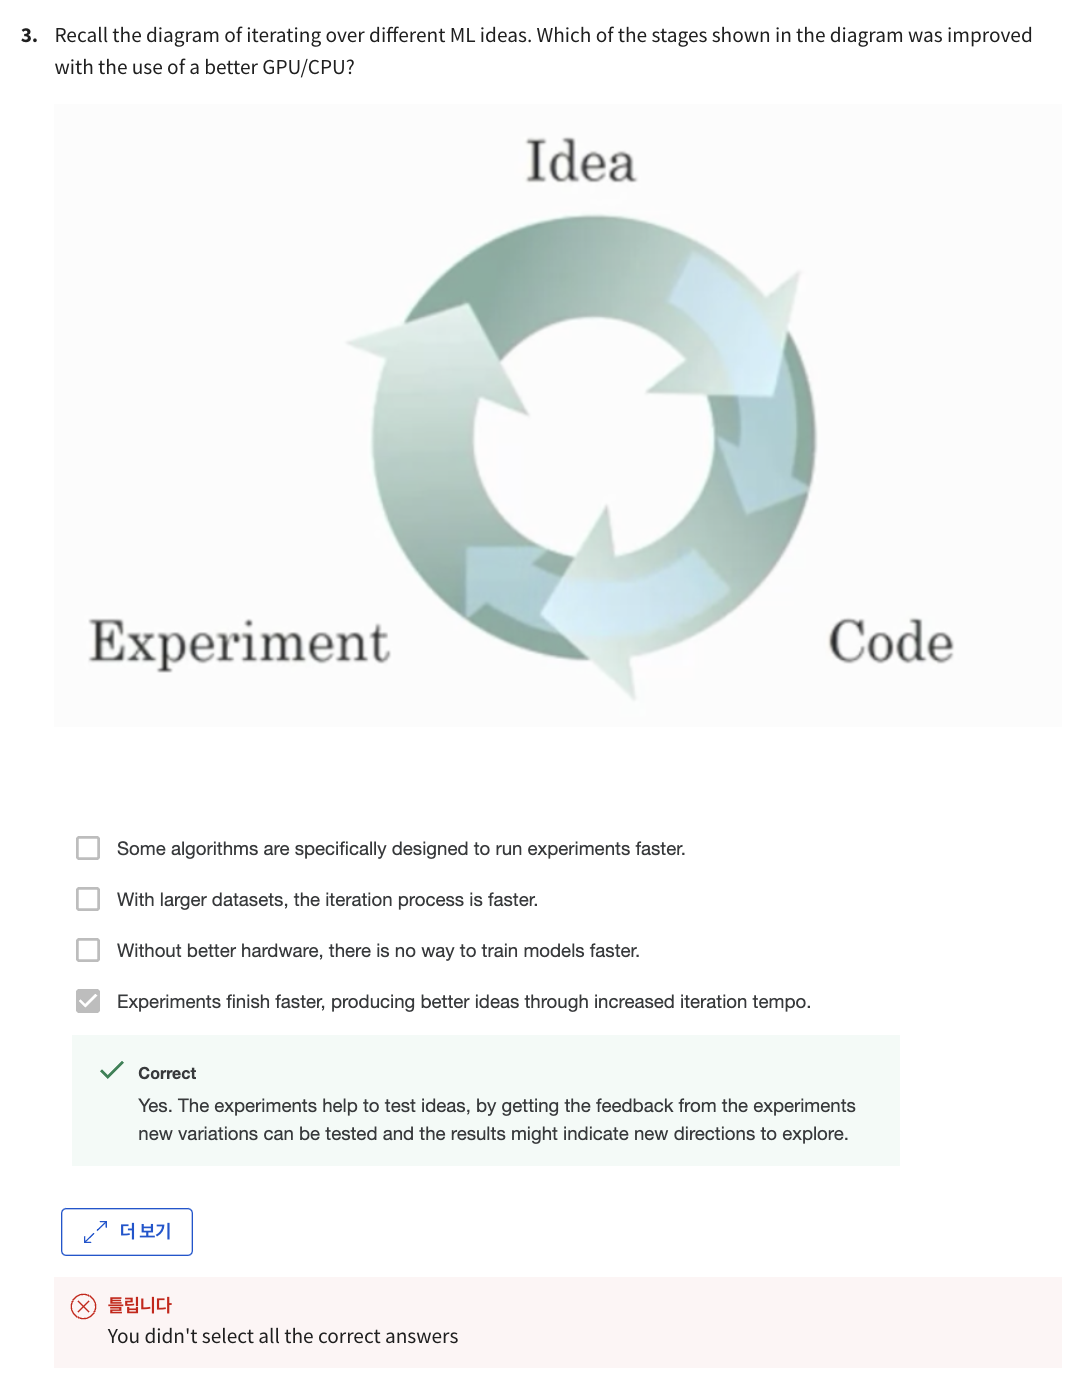 3. Recall the diagram of iterating over different ML ideas. Which of the stages shown in the diagram was improved
with the use of a better GPU/CPU?
Idea
Experiment
Code
Some algorithms are specifically designed to run experiments faster.
With larger datasets, the iteration process is faster.
Without better hardware, there is no way to train models faster.
Experiments finish faster, producing better ideas through increased iteration tempo.
Correct
Yes. The experiments help to test ideas, by getting the feedback from the experiments
new variations can be tested and the results might indicate new directions to explore.
더 보기
틀립니다
You didn't select all the correct answers